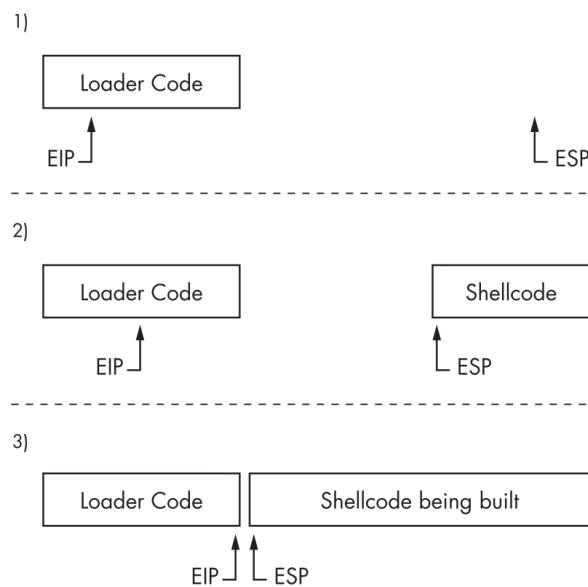 1)
Loader Code
EIP
ESP
2)
Loader Code
Shellcode
EIP
ESP
3)
Loader Code
Shellcode being built
EIP
ESP